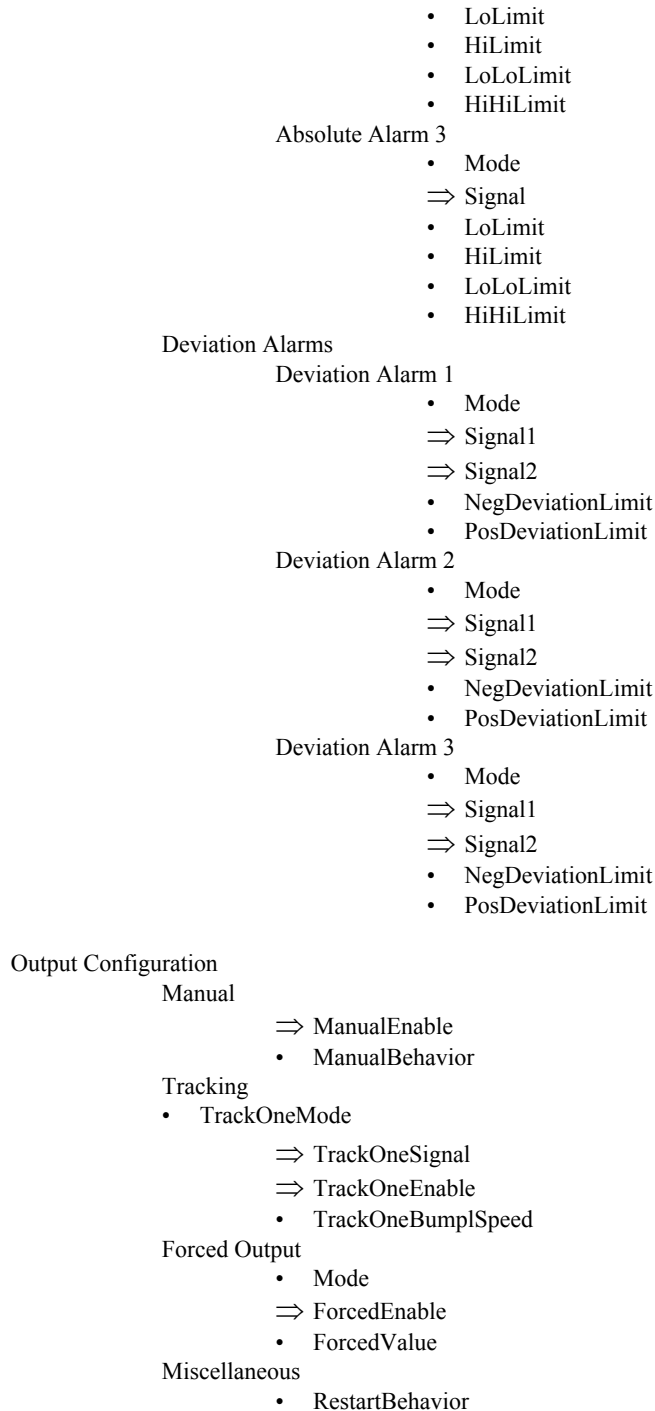 • LoLimit
• HiLimit
• LoLoLimit
• HiHiLimit
Absolute Alarm 3
• Mode
⇒ Signal
• LoLimit
• HiLimit
• LoLoLimit
• HiHiLimit
Deviation Alarms
Deviation Alarm 1
• Mode
⇒ Signal1
⇒ Signal2
• NegDeviationLimit
• PosDeviationLimit
Deviation Alarm 2
• Mode
⇒ Signal1
⇒ Signal2
• NegDeviationLimit
• PosDeviationLimit
Deviation Alarm 3
• Mode
⇒ Signal1
⇒ Signal2
• NegDeviationLimit
• PosDeviationLimit
Output Configuration
Manual
⇒ ManualEnable
• ManualBehavior
Tracking
• TrackOneMode
⇒ TrackOneSignal
⇒ TrackOneEnable
• TrackOneBumplSpeed
Forced Output
• Mode
⇒ ForcedEnable
• ForcedValue
Miscellaneous
• RestartBehavior